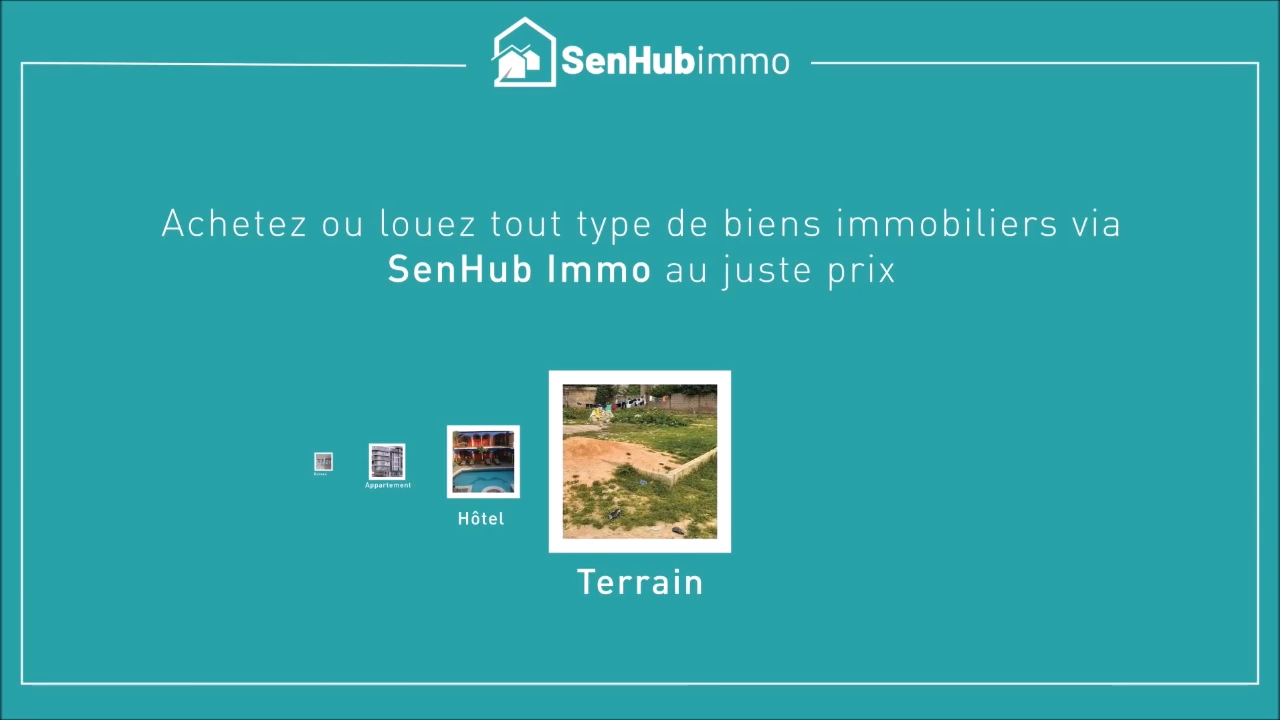 SenHubimmo
Achetez ou louez tout type de biens immobiliers via
SenHub Immo au juste prix
Appartement
Hôtel
Terrain